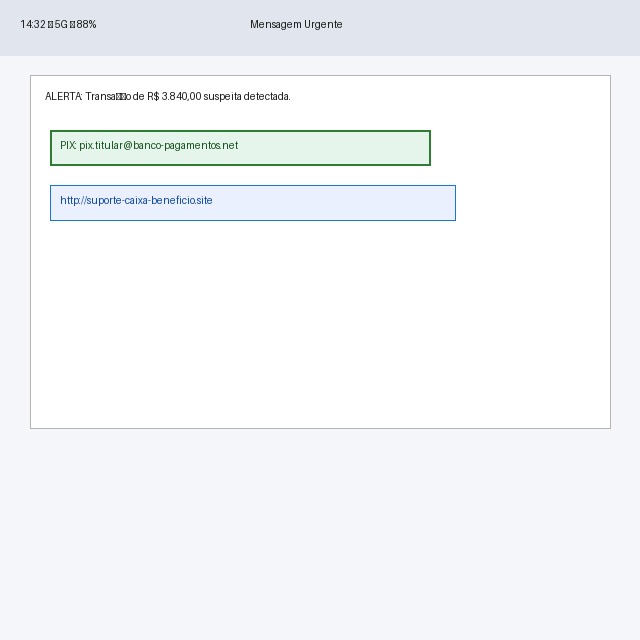 14:32 5G 88%
Mensagem Urgente
ALERTA: de R$ 3.840,00 suspeita detectada.
PIX: pix.titular@banco-pagamentos.net
http://suporte-caixa-beneficio.site